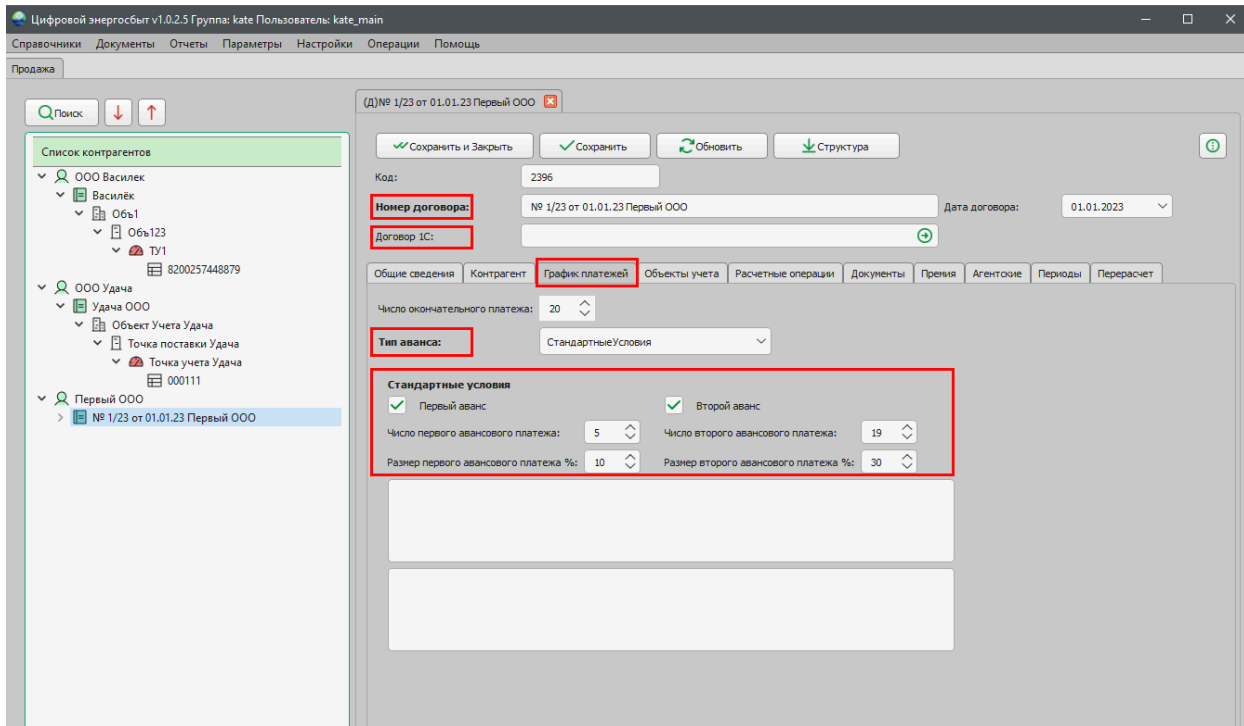 Цифровой энергосбыт v1.0.2.5 Группа: kate Пользователь: kate_main
Справочники Документы Отчеты Параметры Настройки Операции Помощь
Продажа
Поиск
Список контрагентов
ООО Василек
Василёк
Объ1
Объ123
ТУ1
8200257448879
ООО Удача
Удача ООО
Объект Учета Удача
Точка поставки Удача
Точка учета Удача
000111
Первый ООО
№ 1/23 от 01.01.23 Первый ООО
(Д)№ 1/23 от 01.01.23 Первый ООО
Сохранить и Закрыть Сохранить Обновить Структура
Код: 2396
Номер договора: № 1/23 от 01.01.23 Первый ООО Дата договора: 01.01.2023
Договор 1С:
Общие сведения Контрагент График платежей Объекты учета Расчетные операции Документы Прения Агентские Периоды Перерасчет
Число окончательного платежа: 20
Тип аванса: СтандартныеУсловия
Стандартные условия
Первый аванс Второй аванс
Число первого авансового платежа: 5 Число второго авансового платежа: 19
Размер первого авансового платежа %: 10 Размер второго авансового платежа %: 30